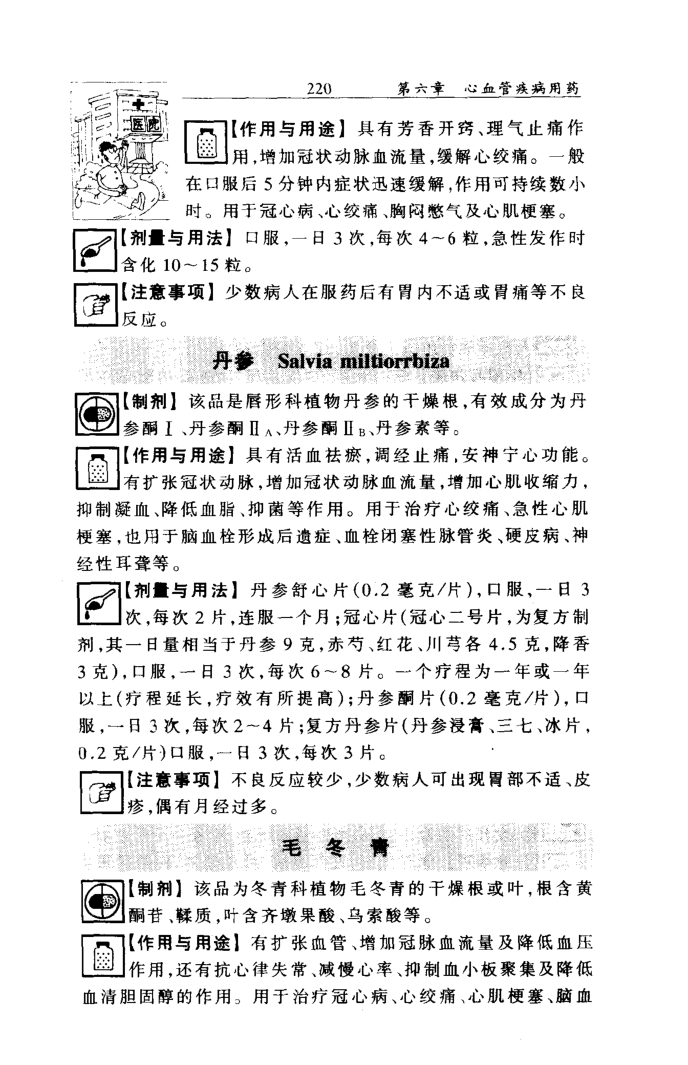 220 第六章 心血管疾病用药
医院
【作用与用途】具有芳香开窍、理气止痛作
用,增加冠状动脉血流量,缓解心绞痛。一般
在口服后5分钟内症状迅速缓解,作用可持续数小
时。用于冠心病、心绞痛、胸闷憋气及心肌梗塞。
【剂量与用法】口服,一日3次,每次4~6粒,急性发作时
含化10~15粒。
【注意事项】少数病人在服药后有胃内不适或胃痛等不良
反应。
丹参 Salvia miltiorrbiza
【制剂】该品是唇形科植物丹参的干燥根,有效成分为丹
参酮Ⅰ、丹参酮ⅡA、丹参酮ⅡB、丹参素等。
【作用与用途】具有活血祛瘀,调经止痛,安神宁心功能。
有扩张冠状动脉,增加冠状动脉血流量,增加心肌收缩力,
抑制凝血、降低血脂、抑菌等作用。用于治疗心绞痛、急性心肌
梗塞,也用于脑血栓形成后遗症、血栓闭塞性脉管炎、硬皮病、神
经性耳聋等。
【剂量与用法】丹参舒心片(0.2毫克/片),口服,一日3
次,每次2片,连服一个月;冠心片(冠心二号片,为复方制
剂,其一日量相当于丹参9克,赤芍、红花、川芎各4.5克,降香
3克),口服,一日3次,每次6~8片。一个疗程为一年或一年
以上(疗程延长,疗效有所提高);丹参酮片(0.2毫克/片),口
服,一日3次,每次2~4片;复方丹参片(丹参浸膏、三七、冰片,
0.2克/片)口服,一日3次,每次3片。
【注意事项】不良反应较少,少数病人可出现胃部不适、皮
疹,偶有月经过多。
毛冬青
【制剂】该品为冬青科植物毛冬青的干燥根或叶,根含黄
酮苷、鞣质,叶含齐墩果酸、乌索酸等。
【作用与用途】有扩张血管、增加冠脉血流量及降低血压
作用,还有抗心律失常、减慢心率、抑制血小板聚集及降低
血清胆固醇的作用。用于治疗冠心病、心绞痛、心肌梗塞、脑血